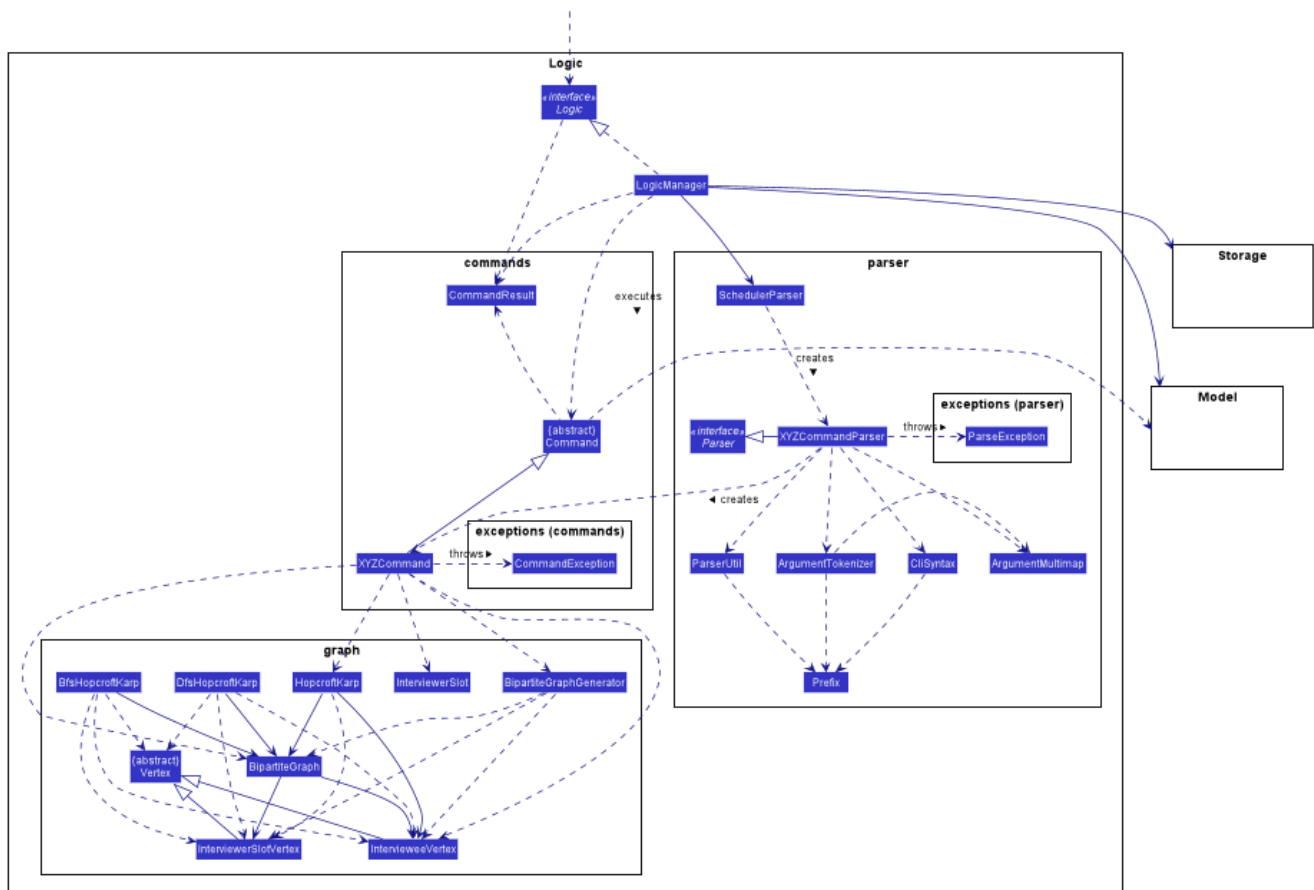 Logic
«interface»
Logic
LogicManager
commands
parser
Storage
CommandResult
executes
▼
SchedulerParser
creates
▼
Model
exceptions (parser)
{abstract}
Command
«interface»
Parser
XYZCommandParser
throws ►
ParseException
◄ creates
exceptions (commands)
XYZCommand
throws ►
CommandException
ParserUtil
ArgumentTokenizer
CliSyntax
ArgumentMultimap
graph
BfsHopcroftKarp
DfsHopcroftKarp
HopcroftKarp
InterviewerSlot
BipartiteGraphGenerator
Prefix
{abstract}
Vertex
BipartiteGraph
InterviewerSlotVertex
IntervieweeVertex